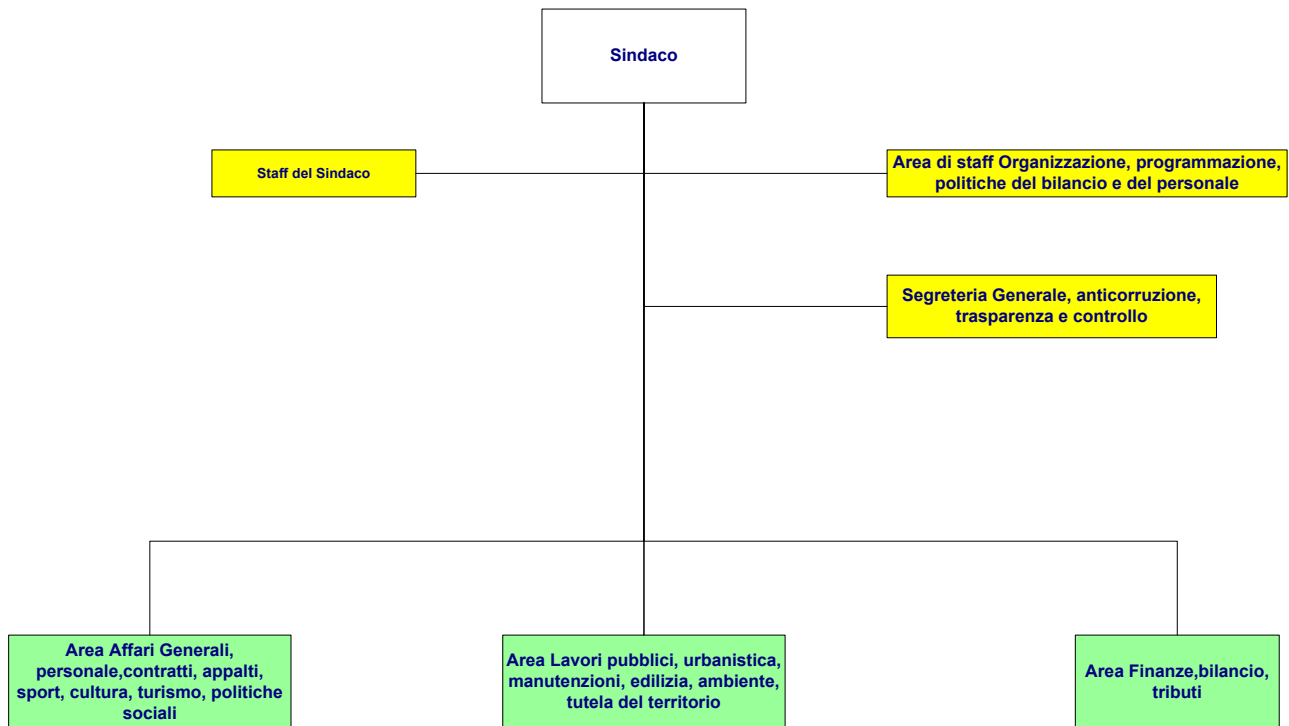 Sindaco
Staff del Sindaco
Area di staff Organizzazione, programmazione,
politiche del bilancio e del personale
Segreteria Generale, anticorruzione,
trasparenza e controllo
Area Affari Generali,
personale,contratti, appalti,
sport, cultura, turismo, politiche
sociali
Area Lavori pubblici, urbanistica,
manutenzioni, edilizia, ambiente,
tutela del territorio
Area Finanze,bilancio,
tributi